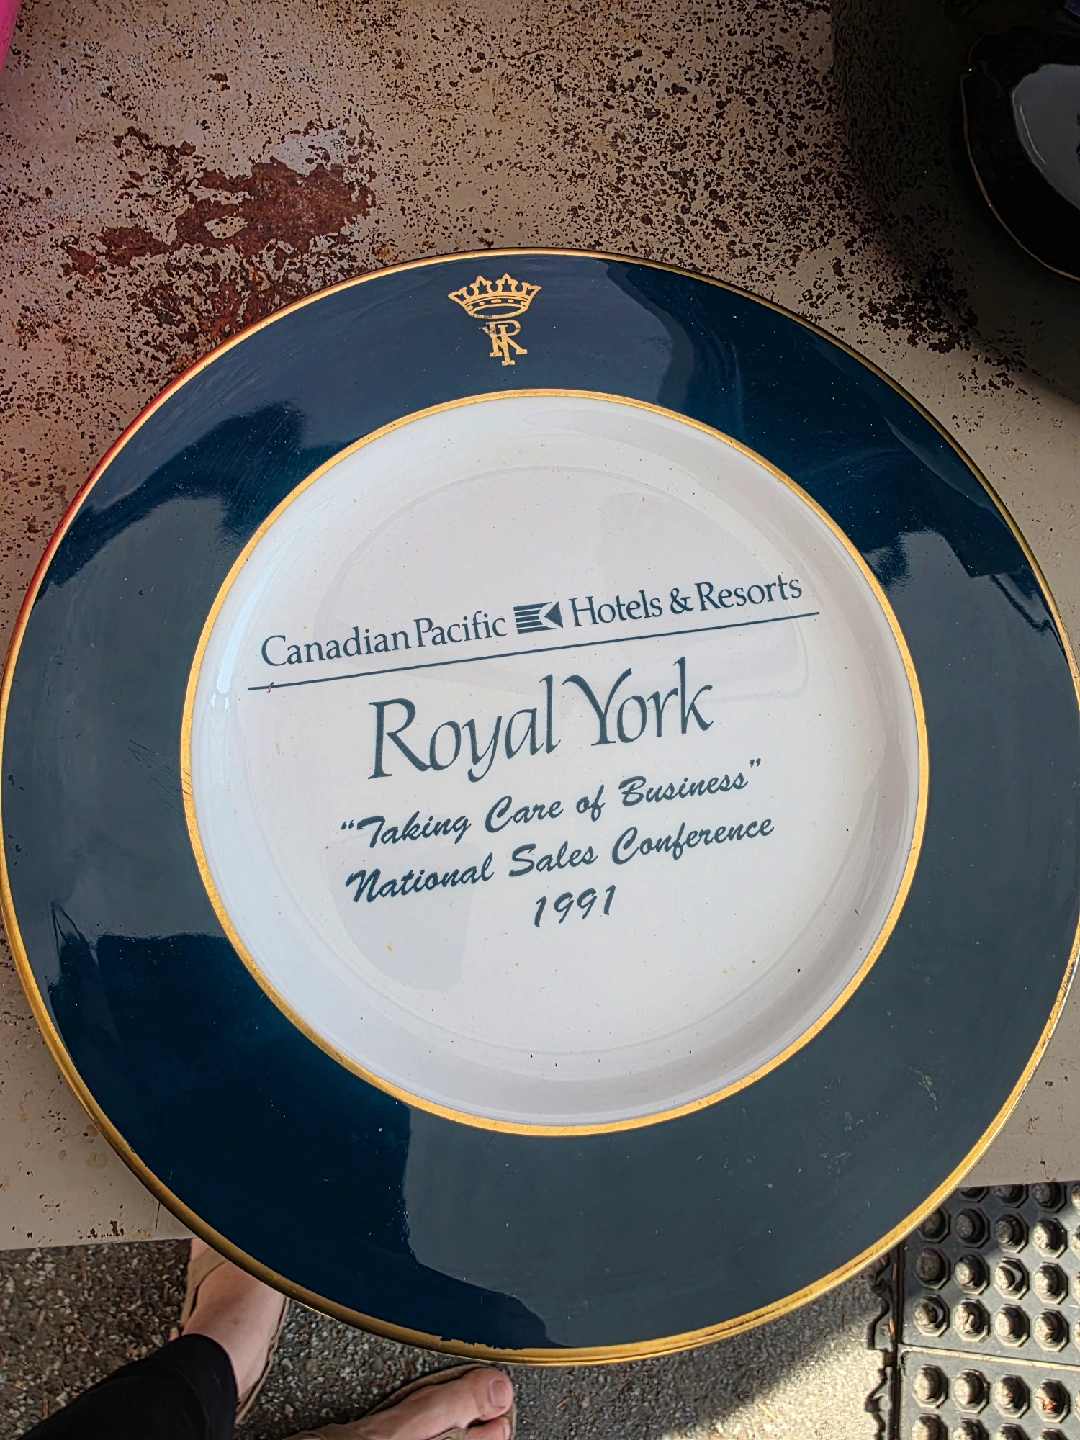 Canadian Pacific Hotels & Resorts
Royal York
"Taking Care of Business"
National Sales Conference
1991